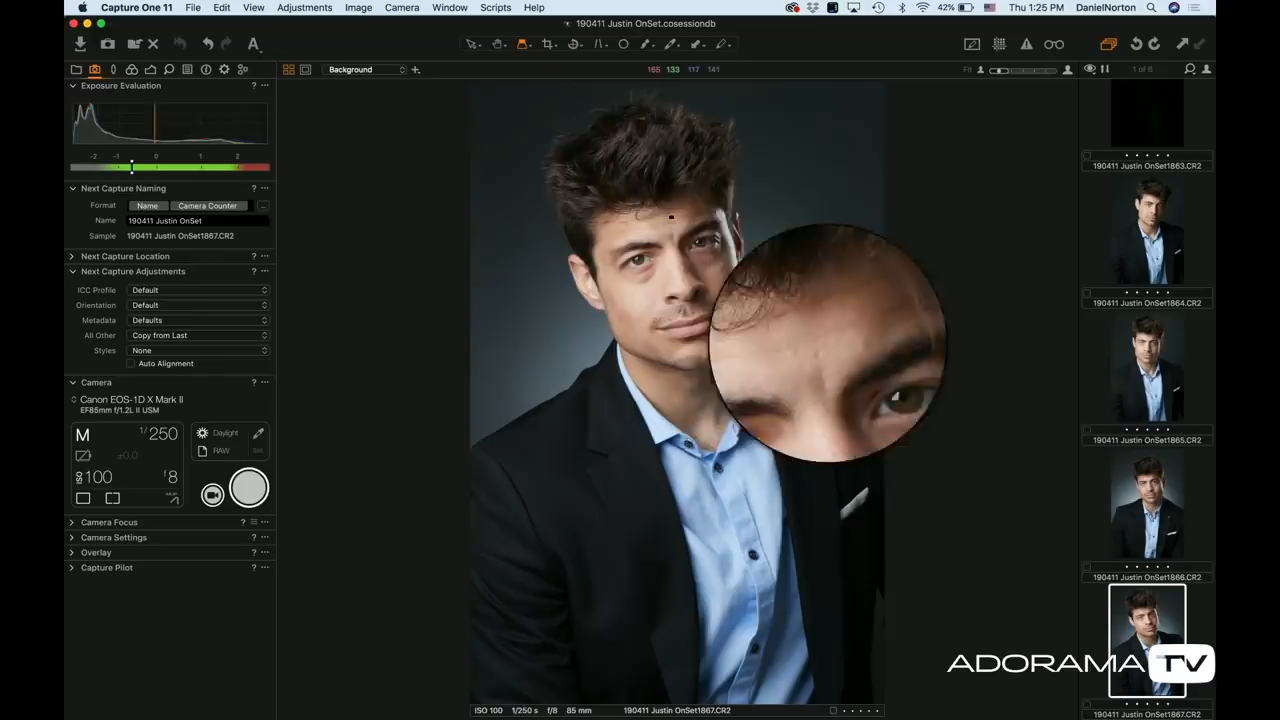 Capture One 11 File Edit View Adjustments Image Camera Window Scripts Help 42% Thu 1:25 PM DanielNorton
190411 Justin OnSet.cosessiondb
Background 165 133 117 141 Fit 1 of 6
Exposure Evaluation
-2 -1 0 1 2
Next Capture Naming
Format Name Camera Counter
Name 190411 Justin OnSet
Sample 190411 Justin OnSet1867.CR2
Next Capture Location
Next Capture Adjustments
ICC Profile Default
Orientation Default
Metadata Defaults
All Other Copy from Last
Styles None
Auto Alignment
Camera
Canon EOS-1D X Mark II
EF85mm f/1.2L II USM
M 1/250 Daylight
±0.0 RAW Set
ISO 100 f8
Camera Focus
Camera Settings
Overlay
Capture Pilot
ISO 100 1/250 s f/8 85 mm 190411 Justin OnSet1867.CR2
190411 Justin OnSet1863.CR2
190411 Justin OnSet1864.CR2
190411 Justin OnSet1865.CR2
190411 Justin OnSet1866.CR2
190411 Justin OnSet1867.CR2
ADORAMA TV